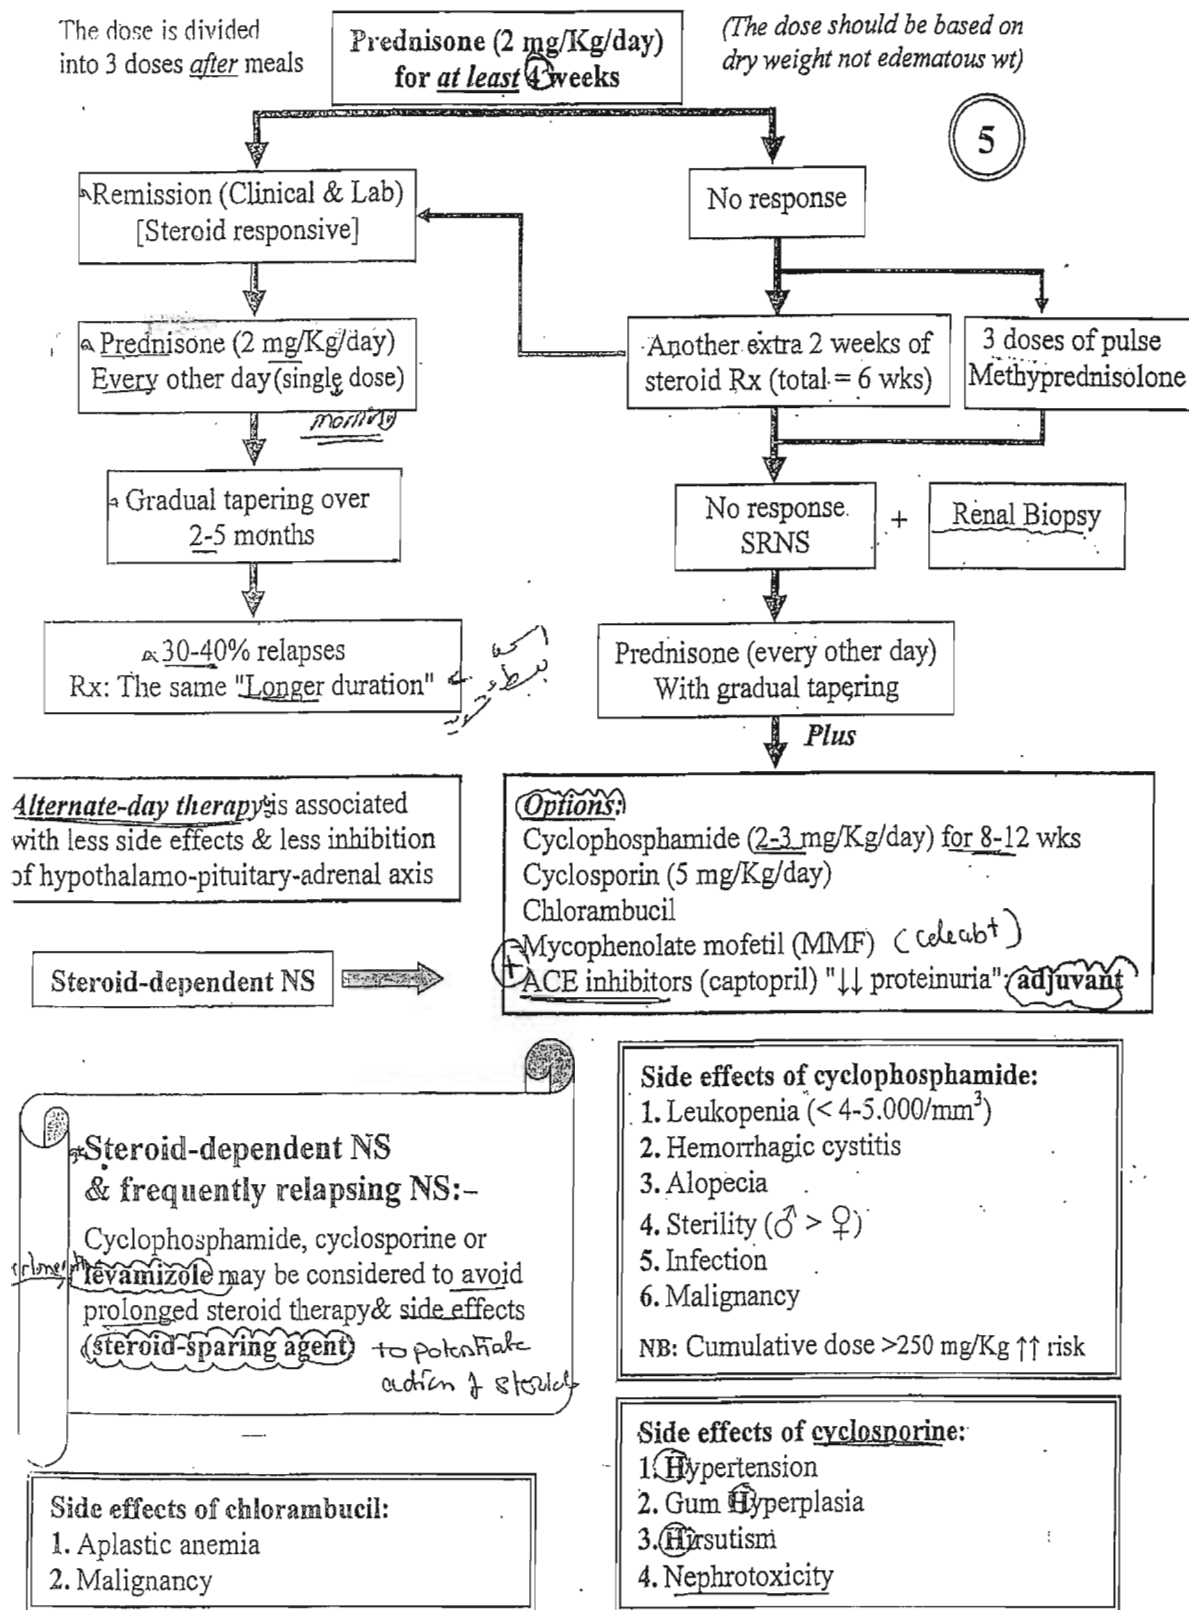 The dose is divided
into 3 doses after meals
Prednisone (2 mg/Kg/day)
for at least 4 weeks
(The dose should be based on
dry weight not edematous wt)
5
Remission (Clinical & Lab)
[Steroid responsive]
No response
Prednisone (2 mg/Kg/day)
Every other day (single dose)
morning
Another extra 2 weeks of
steroid Rx (total = 6 wks)
3 doses of pulse
Methyprednisolone
Gradual tapering over
2-5 months
No response.
SRNS
+
Renal Biopsy
30-40% relapses
Rx: The same "Longer duration"
Prednisone (every other day)
With gradual tapering
Plus
Alternate-day therapy is associated
with less side effects & less inhibition
of hypothalamo-pituitary-adrenal axis
Steroid-dependent NS
Options:
Cyclophosphamide (2-3 mg/Kg/day) for 8-12 wks
Cyclosporin (5 mg/Kg/day)
Chlorambucil
Mycophenolate mofetil (MMF)
+ ACE inhibitors (captopril) "↓↓ proteinuria": adjuvant
Steroid-dependent NS
& frequently relapsing NS:-
Cyclophosphamide, cyclosporine or
levamizole may be considered to avoid
prolonged steroid therapy & side effects
(steroid-sparing agent) to potentiate
action of steroids
Side effects of cyclophosphamide:
1. Leukopenia (< 4-5.000/mm³)
2. Hemorrhagic cystitis
3. Alopecia
4. Sterility (♂ > ♀)
5. Infection
6. Malignancy
NB: Cumulative dose >250 mg/Kg ↑↑ risk
Side effects of chlorambucil:
1. Aplastic anemia
2. Malignancy
Side effects of cyclosporine:
1. Hypertension
2. Gum Hyperplasia
3. Hirsutism
4. Nephrotoxicity